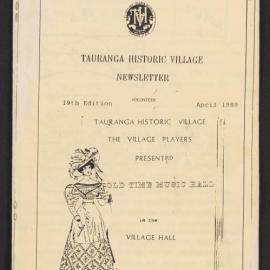 TAURANGA HISTORIC VILLAGE
NEWSLETTER
VOLUNTEER
10th Edition April 1989
TAURANGA HISTORIC VILLAGE
THE VILLAGE PLAYERS
PRESENTED
OLD TIME MUSIC HALL
in the
VILLAGE HALL